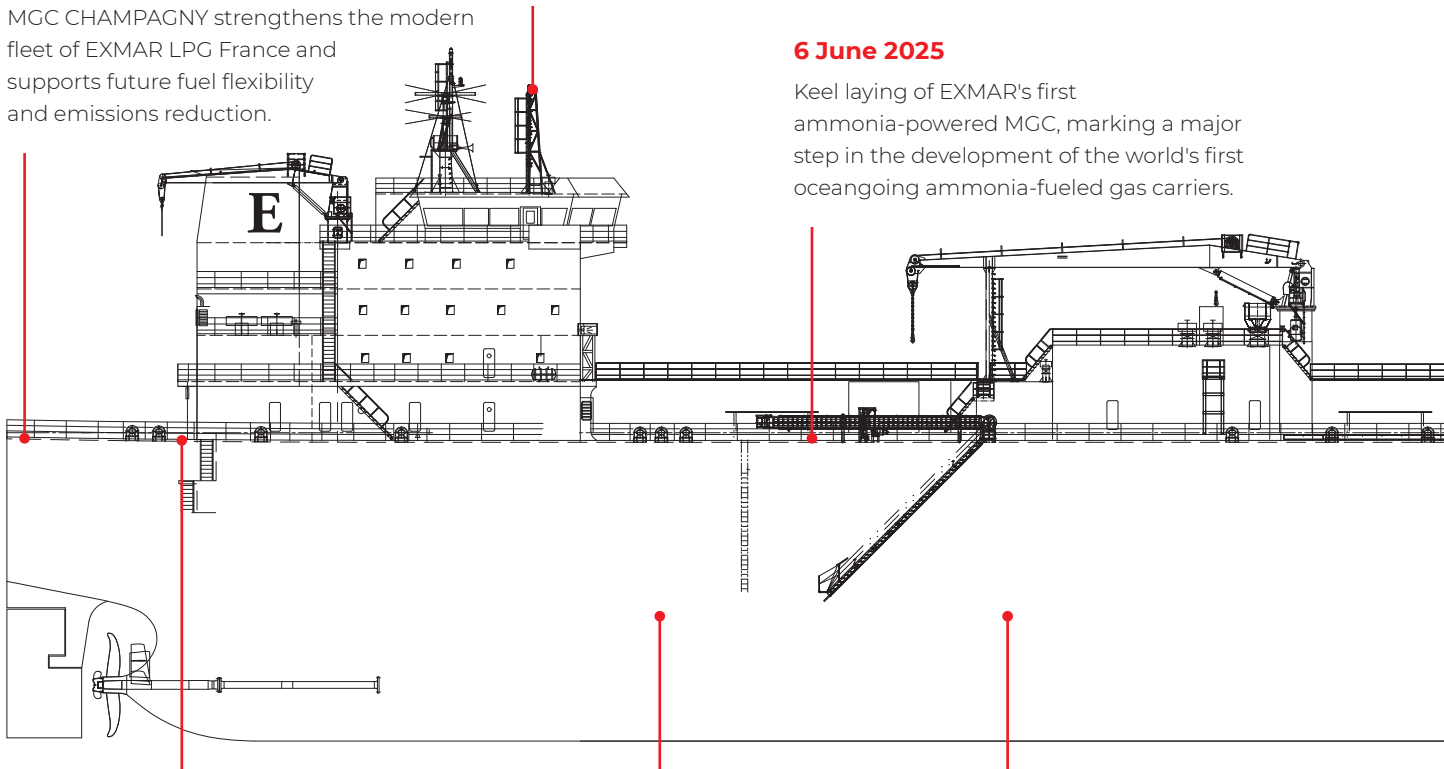 MGC CHAMPAGNY strengthens the modern
fleet of EXMAR LPG France and
supports future fuel flexibility
and emissions reduction.
6 June 2025
Keel laying of EXMAR's first
ammonia-powered MGC, marking a major
step in the development of the world's first
oceangoing ammonia-fueled gas carriers.
E